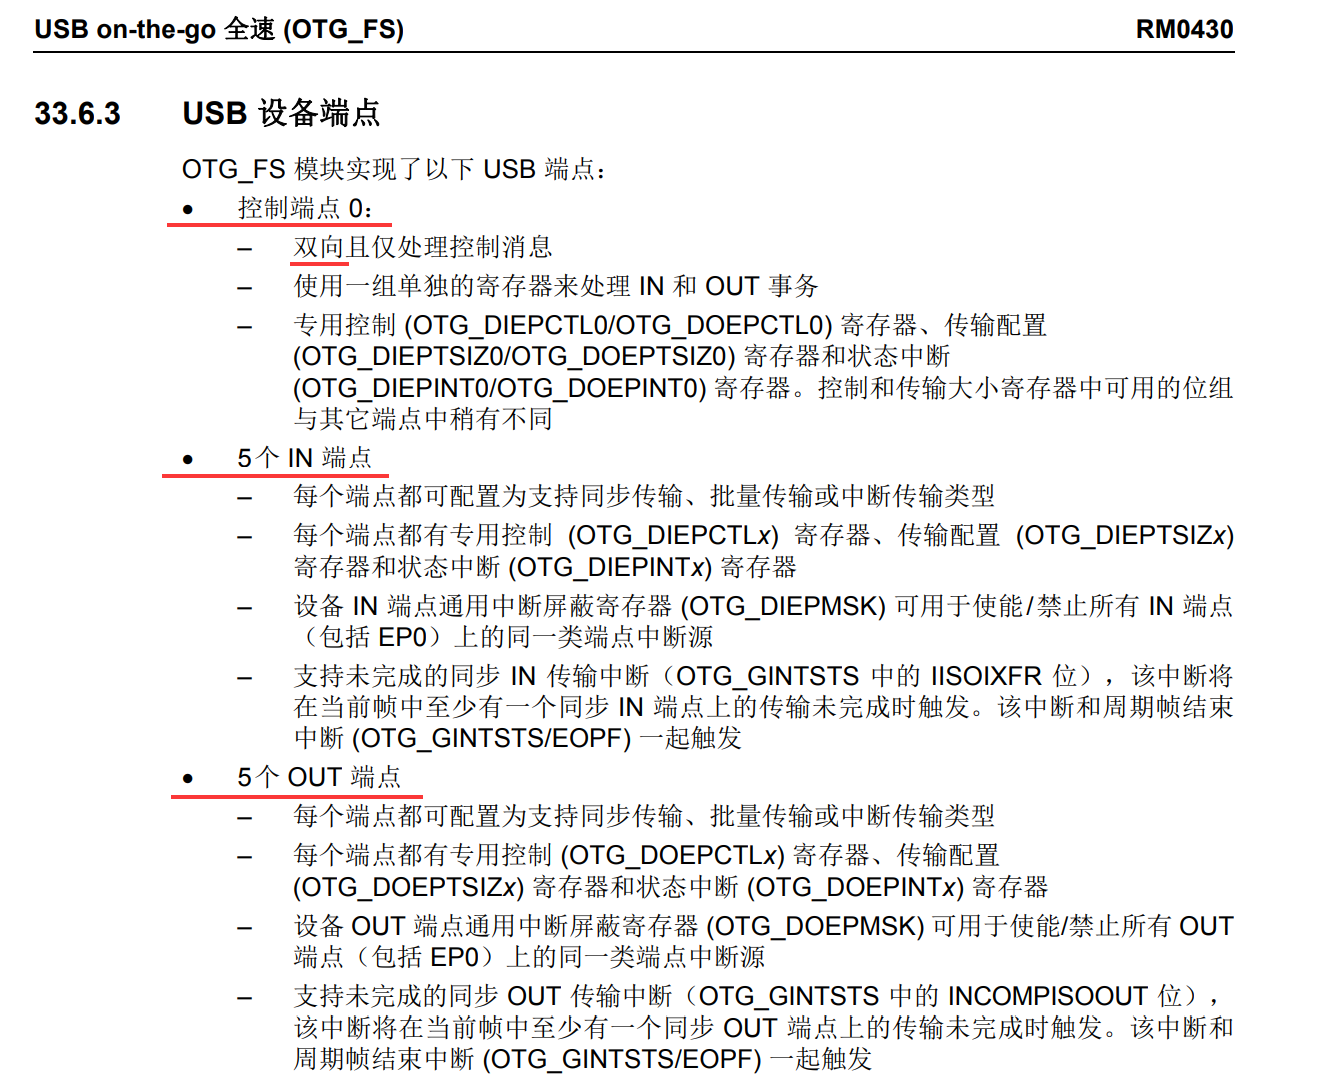 USB on-the-go 全速 (OTG_FS) RM0430
33.6.3 USB 设备端点
OTG_FS 模块实现了以下 USB 端点：
• 控制端点 0：
– 双向且仅处理控制消息
– 使用一组单独的寄存器来处理 IN 和 OUT 事务
– 专用控制 (OTG_DIEPCTL0/OTG_DOEPCTL0) 寄存器、传输配置
(OTG_DIEPTSIZ0/OTG_DOEPTSIZ0) 寄存器和状态中断
(OTG_DIEPINT0/OTG_DOEPINT0) 寄存器。控制和传输大小寄存器中可用的位组
与其它端点中稍有不同
• 5个 IN 端点
– 每个端点都可配置为支持同步传输、批量传输或中断传输类型
– 每个端点都有专用控制 (OTG_DIEPCTLx) 寄存器、传输配置 (OTG_DIEPTSIZx)
寄存器和状态中断 (OTG_DIEPINTx) 寄存器
– 设备 IN 端点通用中断屏蔽寄存器 (OTG_DIEPMSK) 可用于使能/禁止所有 IN 端点
（包括 EP0）上的同一类端点中断源
– 支持未完成的同步 IN 传输中断（OTG_GINTSTS 中的 IISOIXFR 位），该中断将
在当前帧中至少有一个同步 IN 端点上的传输未完成时触发。该中断和周期帧结束
中断 (OTG_GINTSTS/EOPF) 一起触发
• 5个 OUT 端点
– 每个端点都可配置为支持同步传输、批量传输或中断传输类型
– 每个端点都有专用控制 (OTG_DOEPCTLx) 寄存器、传输配置
(OTG_DOEPTSIZx) 寄存器和状态中断 (OTG_DOEPINTx) 寄存器
– 设备 OUT 端点通用中断屏蔽寄存器 (OTG_DOEPMSK) 可用于使能/禁止所有 OUT
端点（包括 EP0）上的同一类端点中断源
– 支持未完成的同步 OUT 传输中断（OTG_GINTSTS 中的 INCOMPISOOUT 位），
该中断将在当前帧中至少有一个同步 OUT 端点上的传输未完成时触发。该中断和
周期帧结束中断 (OTG_GINTSTS/EOPF) 一起触发